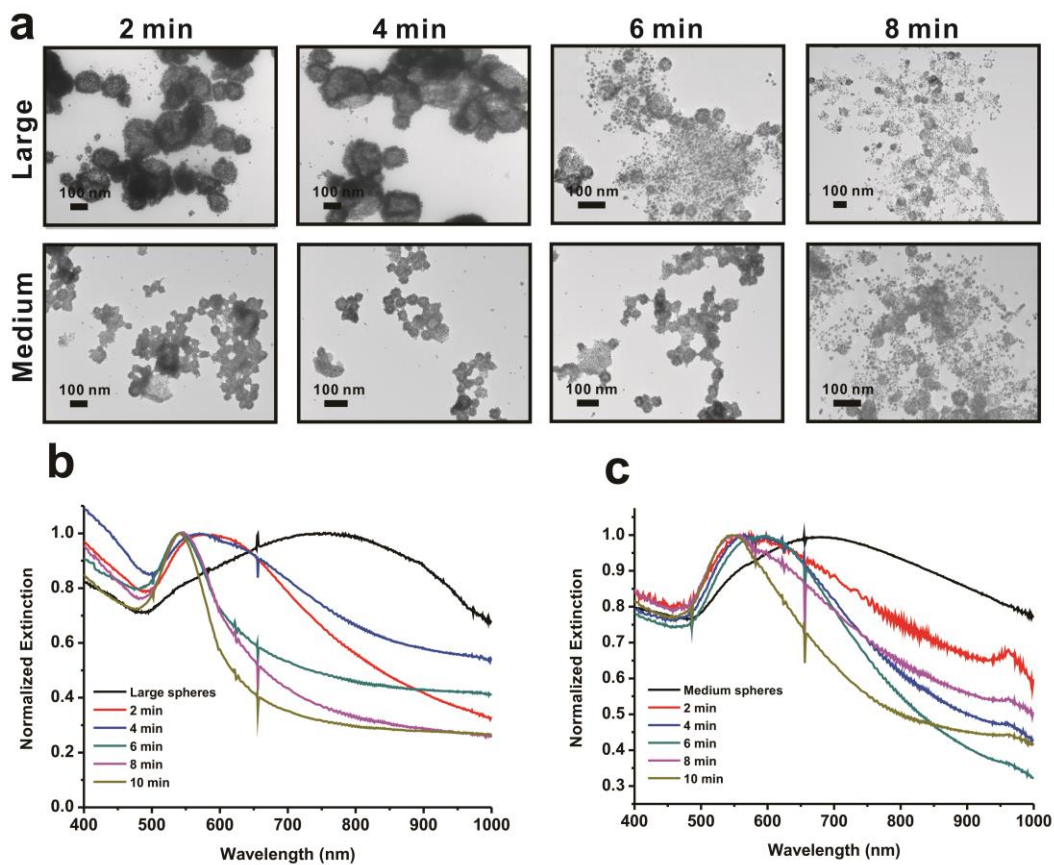 a
2 min 4 min 6 min 8 min
Large
100 nm 100 nm 100 nm 100 nm
Medium
100 nm 100 nm 100 nm 100 nm
b
Normalized Extinction
1.0
0.8
0.6
0.4
0.2
0.0
Large spheres
2 min
4 min
6 min
8 min
10 min
400 500 600 700 800 900 1000
Wavelength (nm)
c
Normalized Extinction
1.0
0.9
0.8
0.7
0.6
0.5
0.4
0.3
Medium spheres
2 min
4 min
6 min
8 min
10 min
400 500 600 700 800 900 1000
Wavelength (nm)